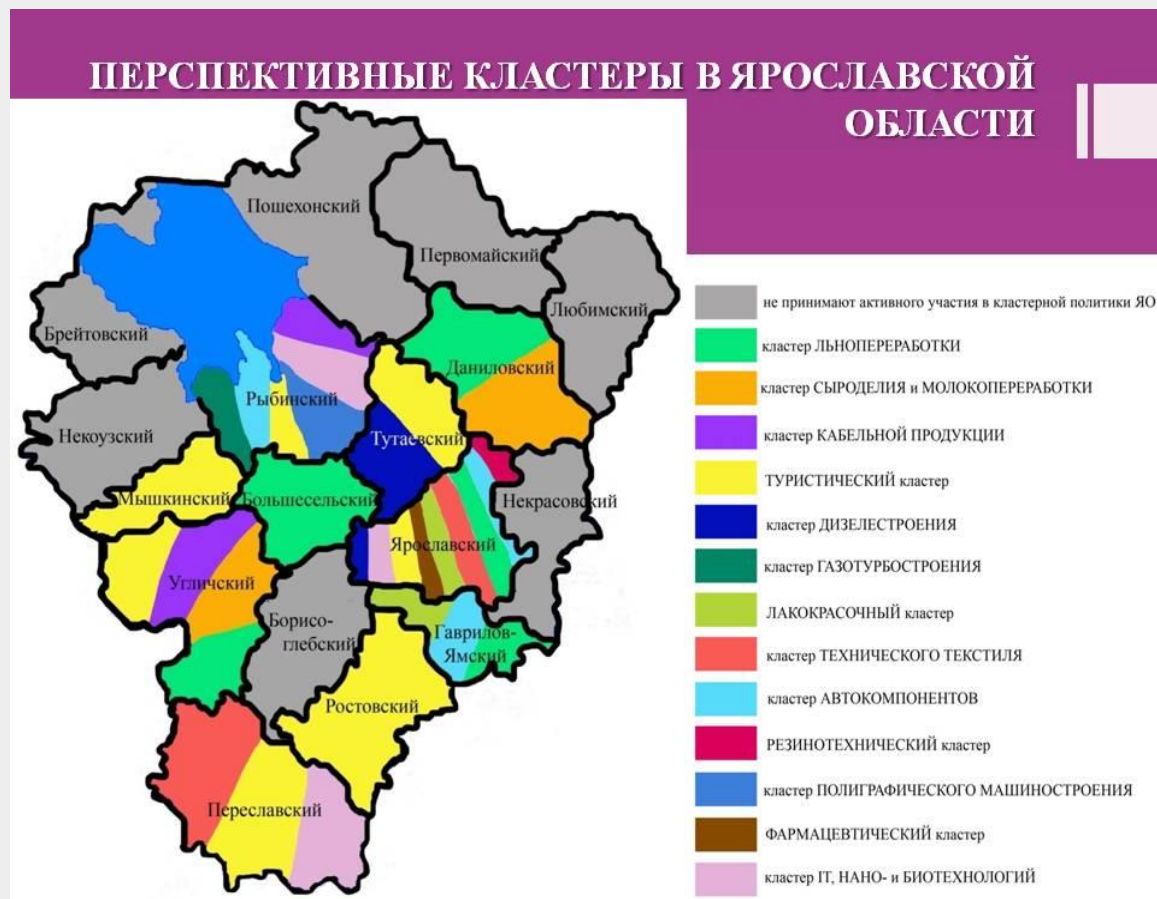 ПЕРСПЕКТИВНЫЕ КЛАСТЕРЫ В ЯРОСЛАВСКОЙ
ОБЛАСТИ
Пошехонский
Первомайский
Любимский
Брейтовский
Даниловский
Рыбинский
Некоузский
Тутаевский
Мышкинский
Большесельский
Некрасовский
Ярославский
Угличский
Борисо-
глебский
Гаврилов-
Ямский
Ростовский
Переславский
не принимают активного участия в кластерной политики ЯО
кластер ЛЬНОПЕРЕРАБОТКИ
кластер СЫРОДЕЛИЯ и МОЛОКОПЕРЕРАБОТКИ
кластер КАБЕЛЬНОЙ ПРОДУКЦИИ
ТУРИСТИЧЕСКИЙ кластер
кластер ДИЗЕЛЕСТРОЕНИЯ
кластер ГАЗОТУРБОСТРОЕНИЯ
ЛАКОКРАСОЧНЫЙ кластер
кластер ТЕХНИЧЕСКОГО ТЕКСТИЛЯ
кластер АВТОКОМПОНЕНТОВ
РЕЗИНОТЕХНИЧЕСКИЙ кластер
кластер ПОЛИГРАФИЧЕСКОГО МАШИНОСТРОЕНИЯ
ФАРМАЦЕВТИЧЕСКИЙ кластер
кластер IT, НАНО- и БИОТЕХНОЛОГИЙ